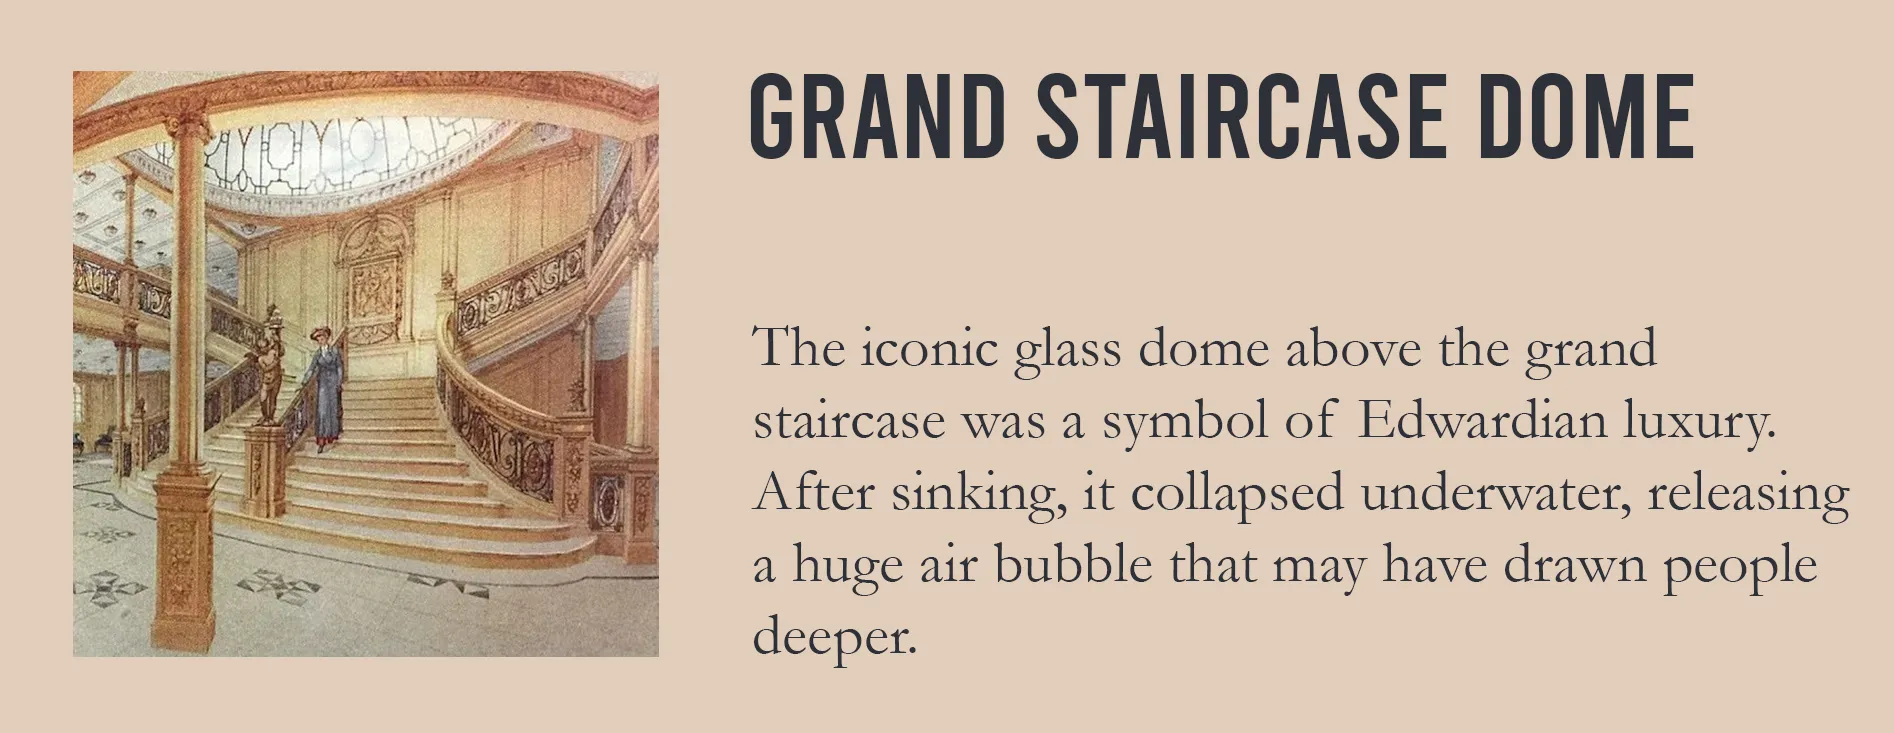 GRAND STAIRCASE DOME
The iconic glass dome above the grand
staircase was a symbol of Edwardian luxury.
After sinking, it collapsed underwater, releasing
a huge air bubble that may have drawn people
deeper.